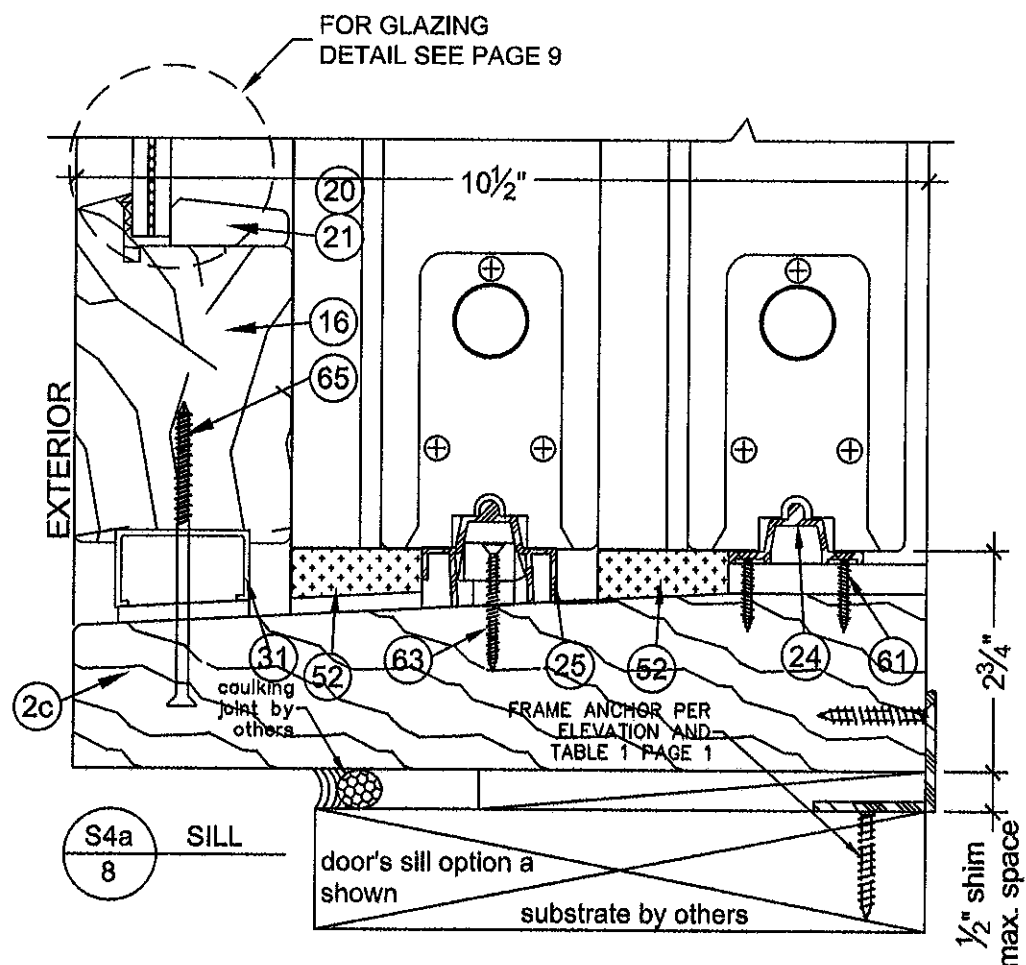 FOR GLAZING
DETAIL SEE PAGE 9
10½"
20
21
16
65
EXTERIOR
31
52
63
25
52
24
61
2c
caulking
joint by
others
FRAME ANCHOR PER
ELEVATION AND
TABLE 1 PAGE 1
2¾"
S4a
8
SILL
door's sill option a
shown
substrate by others
½" shim
max. space